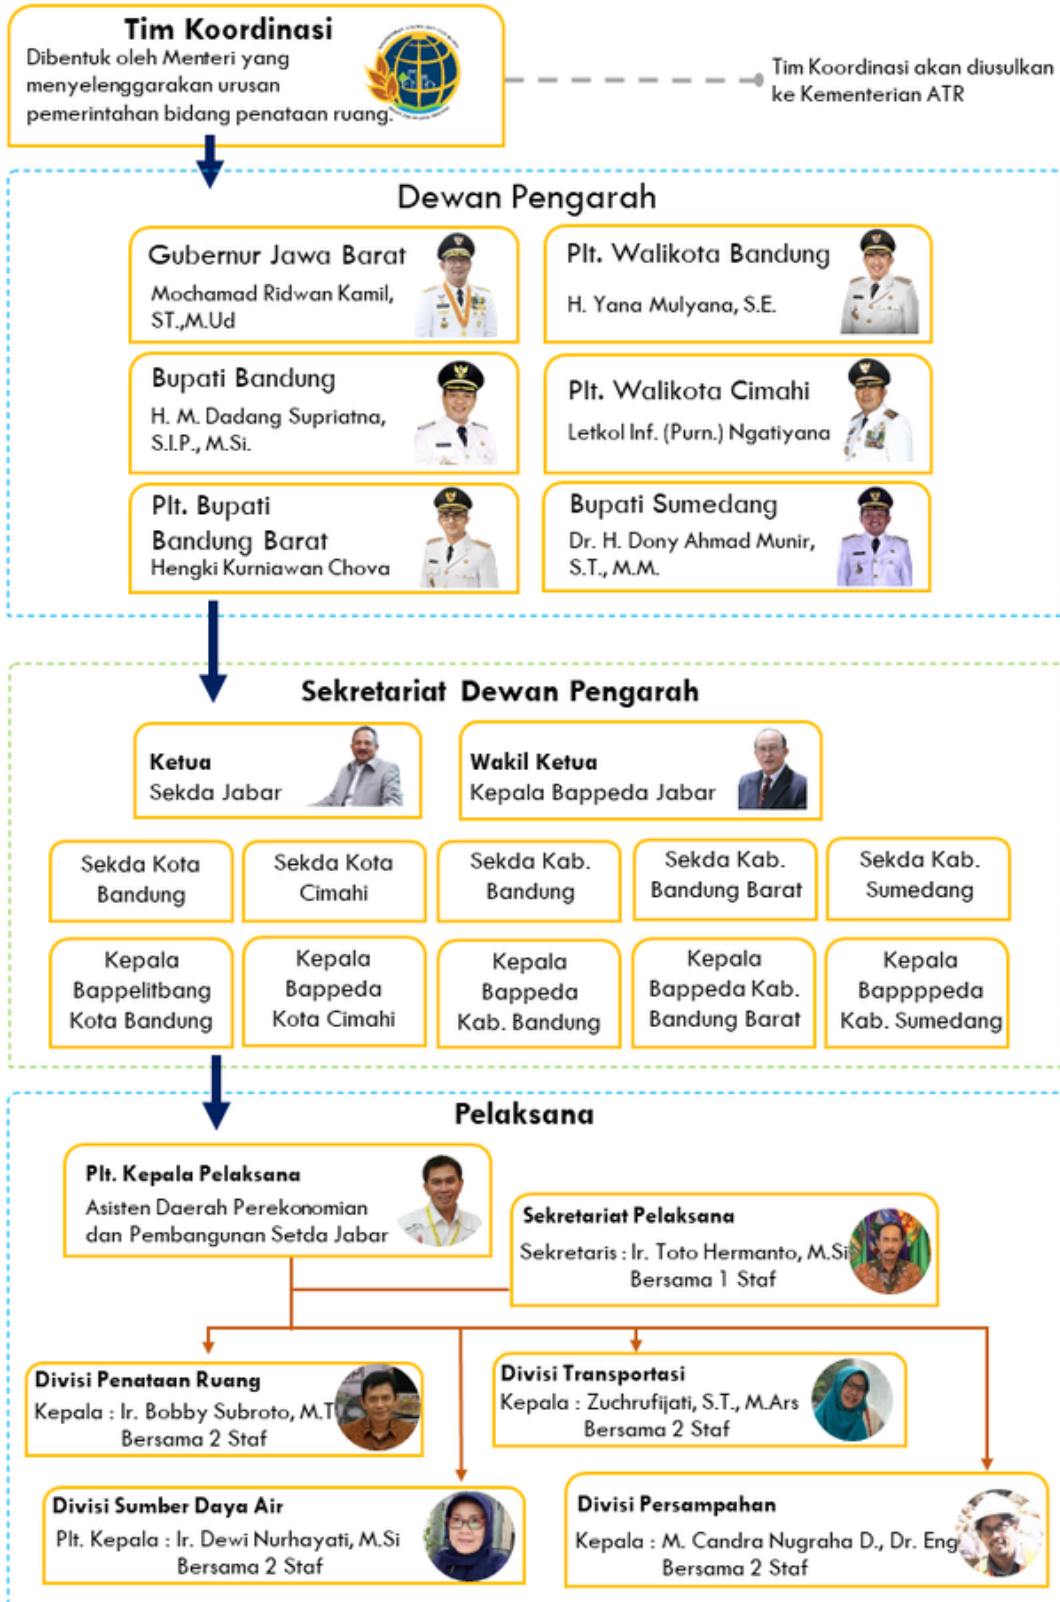 Tim Koordinasi
Dibentuk oleh Menteri yang
menyelenggarakan urusan
pemerintahan bidang penataan ruang.
Tim Koordinasi akan diusulkan
ke Kementerian ATR
Dewan Pengarah
Gubernur Jawa Barat
Mochamad Ridwan Kamil,
ST.,M.Ud
Plt. Walikota Bandung
H. Yana Mulyana, S.E.
Bupati Bandung
H. M. Dadang Supriatna,
S.I.P., M.Si.
Plt. Walikota Cimahi
Letkol Inf. (Purn.) Ngatiyana
Plt. Bupati
Bandung Barat
Hengki Kurniawan Chova
Bupati Sumedang
Dr. H. Dony Ahmad Munir,
S.T., M.M.
Sekretariat Dewan Pengarah
Ketua
Sekda Jabar
Wakil Ketua
Kepala Bappeda Jabar
Sekda Kota
Bandung
Sekda Kota
Cimahi
Sekda Kab.
Bandung
Sekda Kab.
Bandung Barat
Sekda Kab.
Sumedang
Kepala
Bappelitbang
Kota Bandung
Kepala
Bappeda
Kota Cimahi
Kepala
Bappeda
Kab. Bandung
Kepala
Bappeda Kab.
Bandung Barat
Kepala
Bappppeda
Kab. Sumedang
Pelaksana
Plt. Kepala Pelaksana
Asisten Daerah Perekonomian
dan Pembangunan Setda Jabar
Sekretariat Pelaksana
Sekretaris : Ir. Toto Hermanto, M.Si
Bersama 1 Staf
Divisi Penataan Ruang
Kepala : Ir. Bobby Subroto, M.T
Bersama 2 Staf
Divisi Transportasi
Kepala : Zuchrufijati, S.T., M.Ars
Bersama 2 Staf
Divisi Sumber Daya Air
Plt. Kepala : Ir. Dewi Nurhayati, M.Si
Bersama 2 Staf
Divisi Persampahan
Kepala : M. Candra Nugraha D., Dr. Eng
Bersama 2 Staf